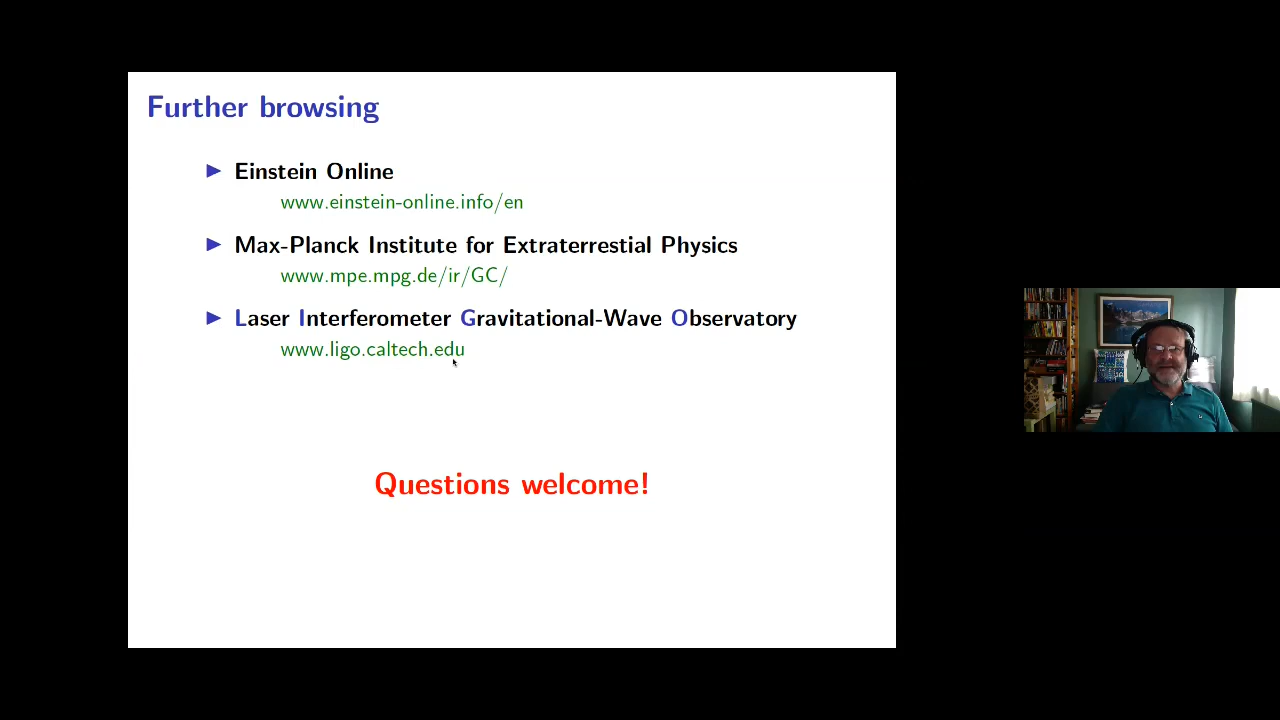 Further browsing
Einstein Online
www.einstein-online.info/en
Max-Planck Institute for Extraterrestial Physics
www.mpe.mpg.de/ir/GC/
Laser Interferometer Gravitational-Wave Observatory
www.ligo.caltech.edu
Questions welcome!